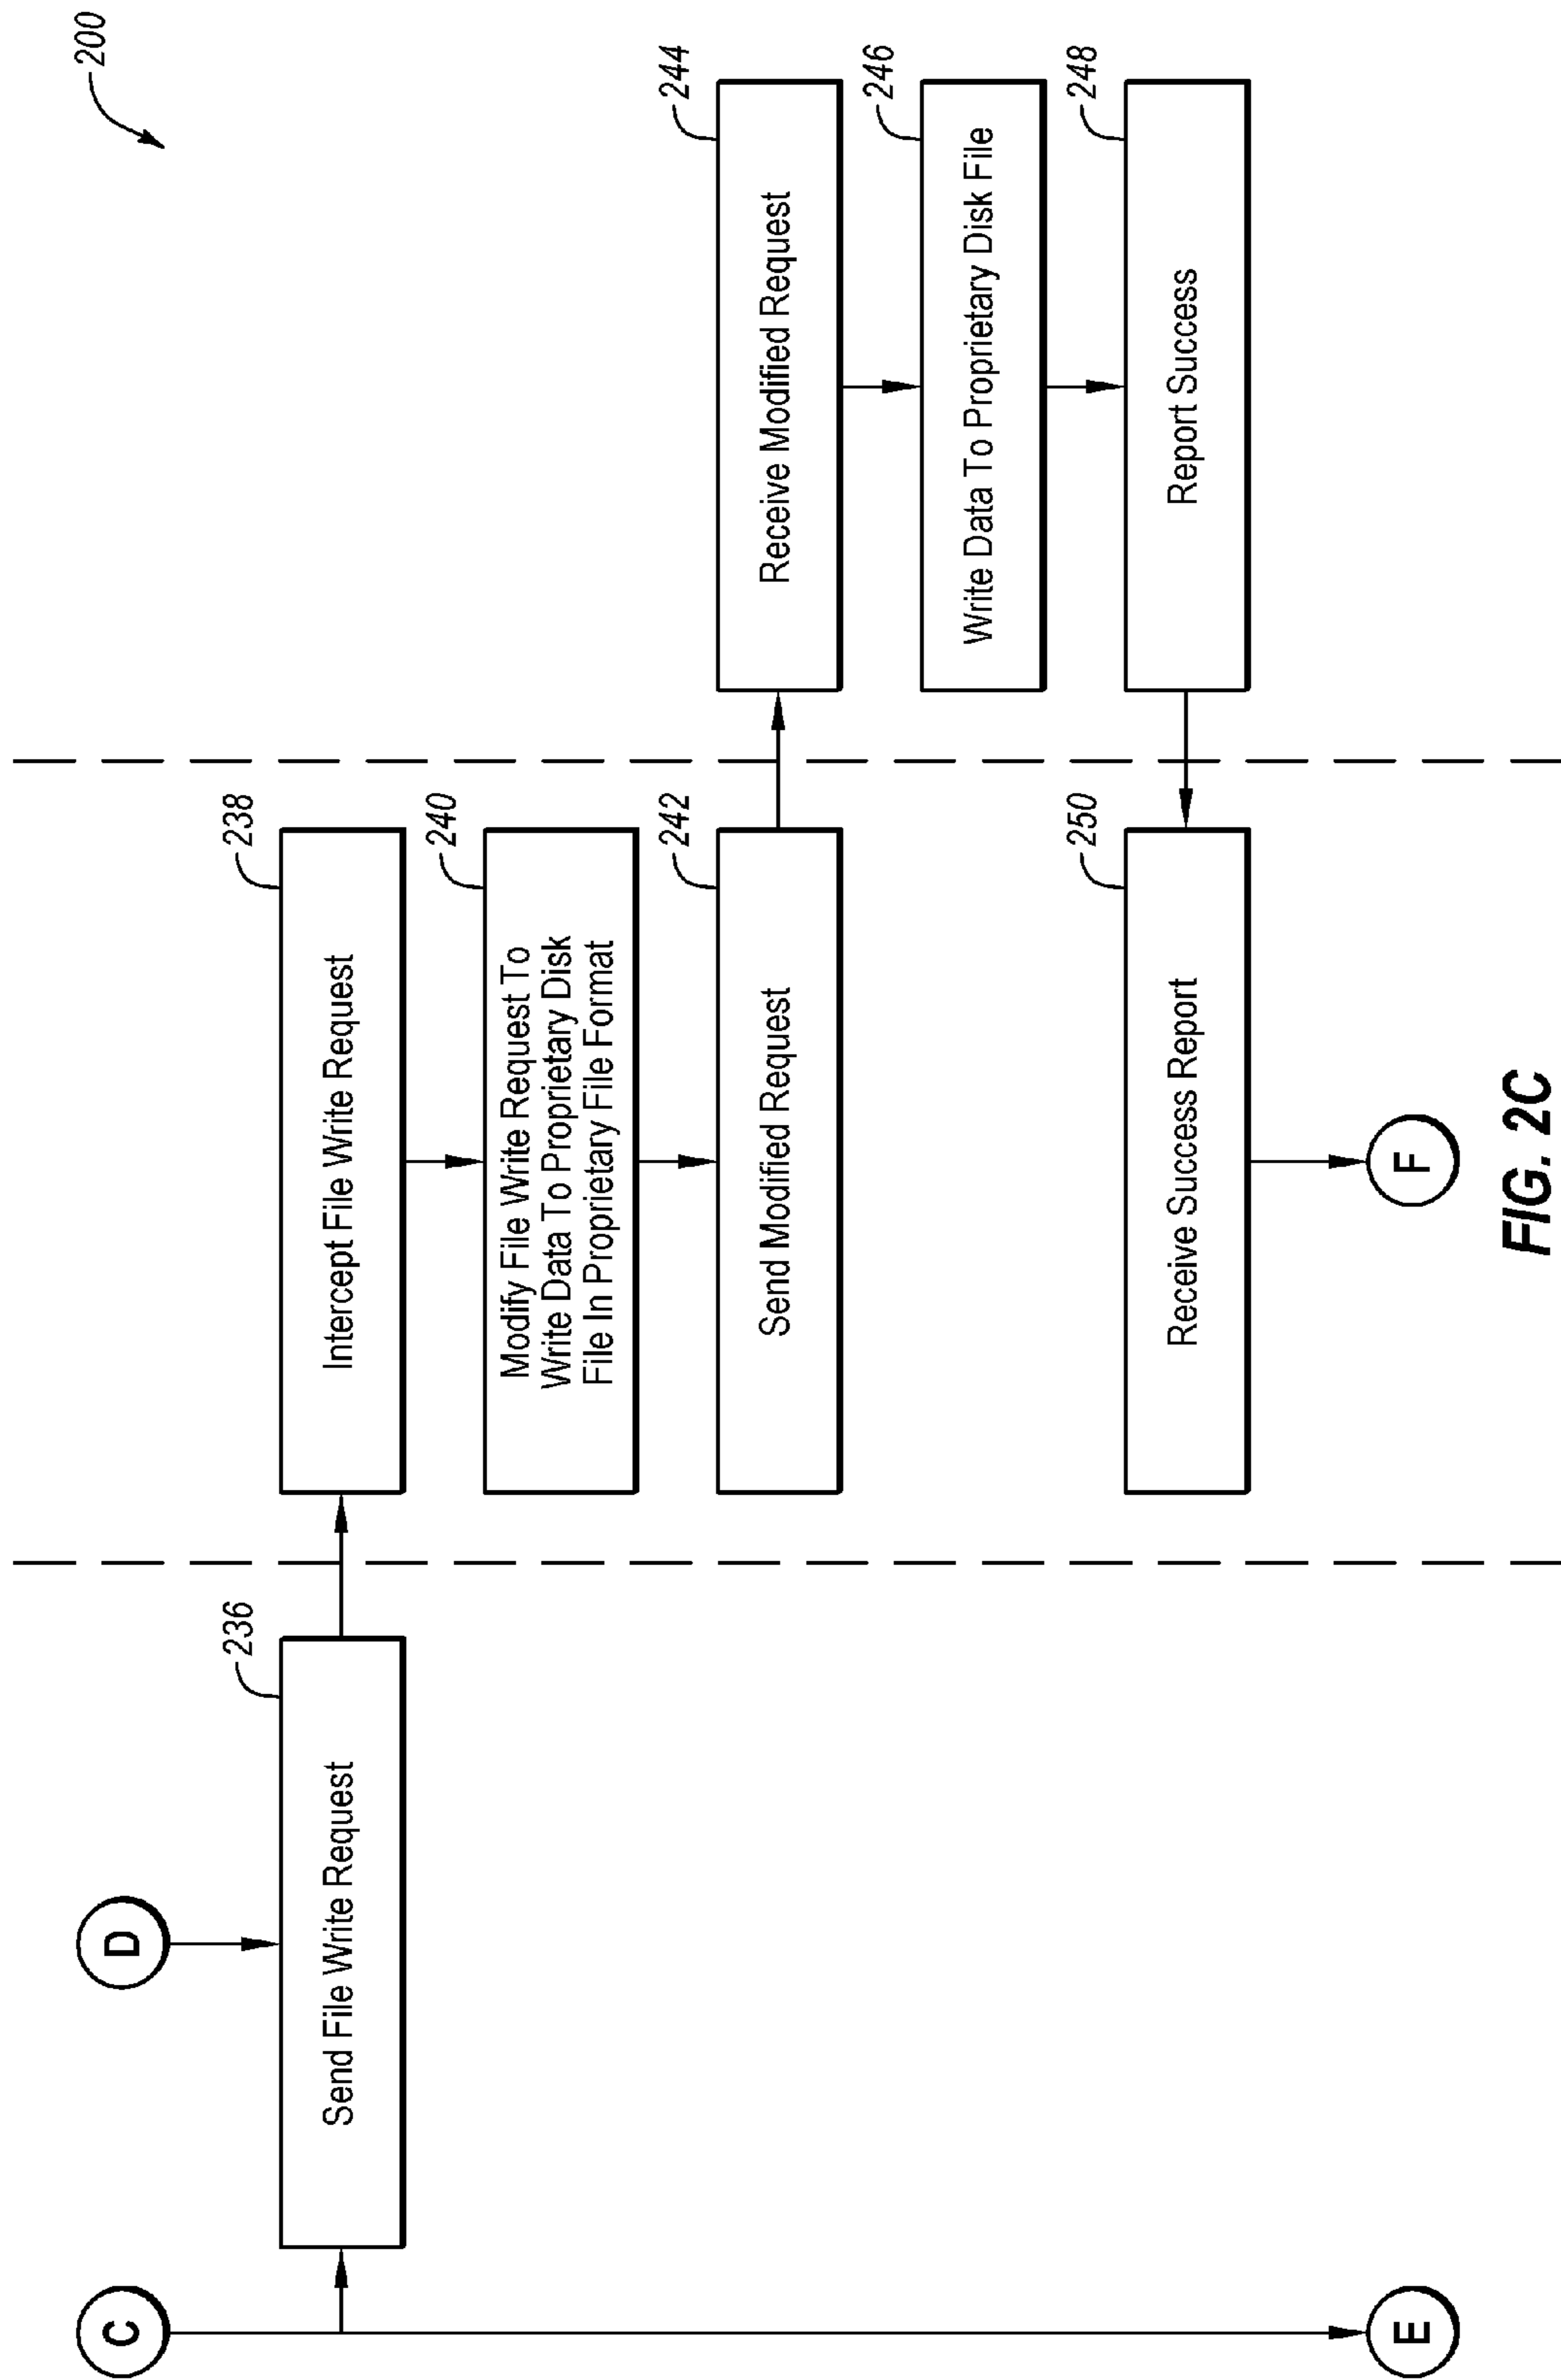 200
C
D
236
Send File Write Request
238
Intercept File Write Request
240
Modify File Write Request To
Write Data To Proprietary Disk
File In Proprietary File Format
242
Send Modified Request
244
Receive Modified Request
246
Write Data To Proprietary Disk File
248
Report Success
250
Receive Success Report
E
F
FIG. 2C